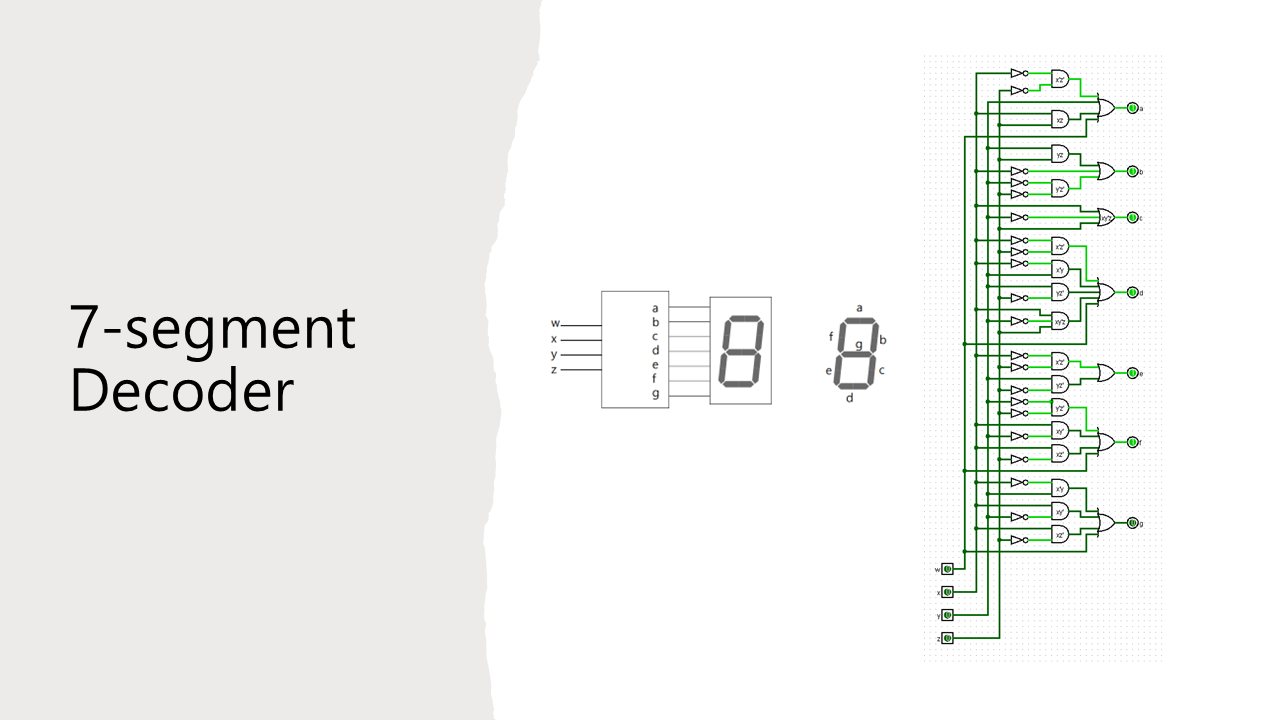 7-segment
Decoder
w
x
y
z
a
b
c
d
e
f
g
a
f
b
g
e
c
d
x'z'
xz
a
yz
y'z'
b
xy'z
c
x'z'
x'y
yz'
xy'z
d
x'z'
yz'
e
y'z'
xy'
xz'
f
x'y
xy'
xz'
g
w
x
y
z